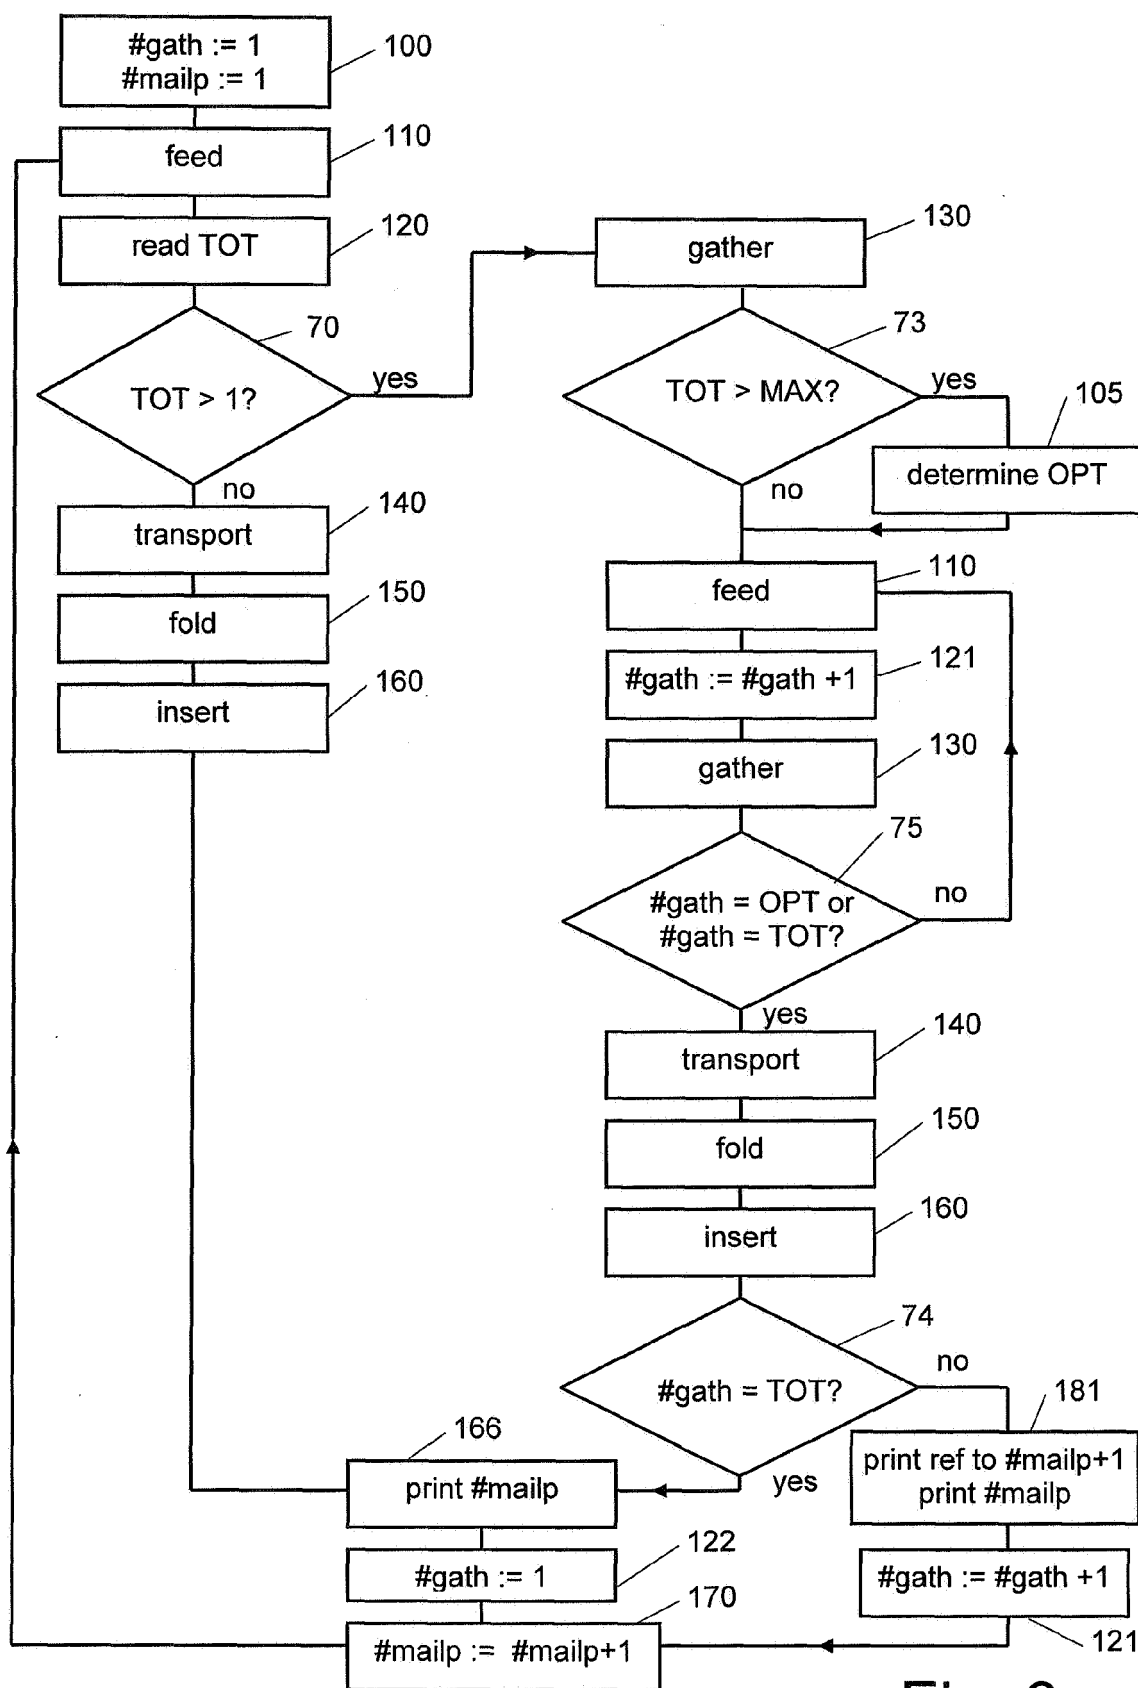 #gath := 1
#mailp := 1
100
feed
110
read TOT
120
TOT > 1?
70
yes
no
transport
140
fold
150
insert
160
gather
130
TOT > MAX?
73
yes
no
determine OPT
105
feed
110
#gath := #gath +1
121
gather
130
#gath = OPT or
#gath = TOT?
75
no
yes
transport
140
fold
150
insert
160
#gath = TOT?
74
no
yes
print ref to #mailp+1
print #mailp
181
#gath := #gath +1
121
print #mailp
166
#gath := 1
122
#mailp := #mailp+1
170